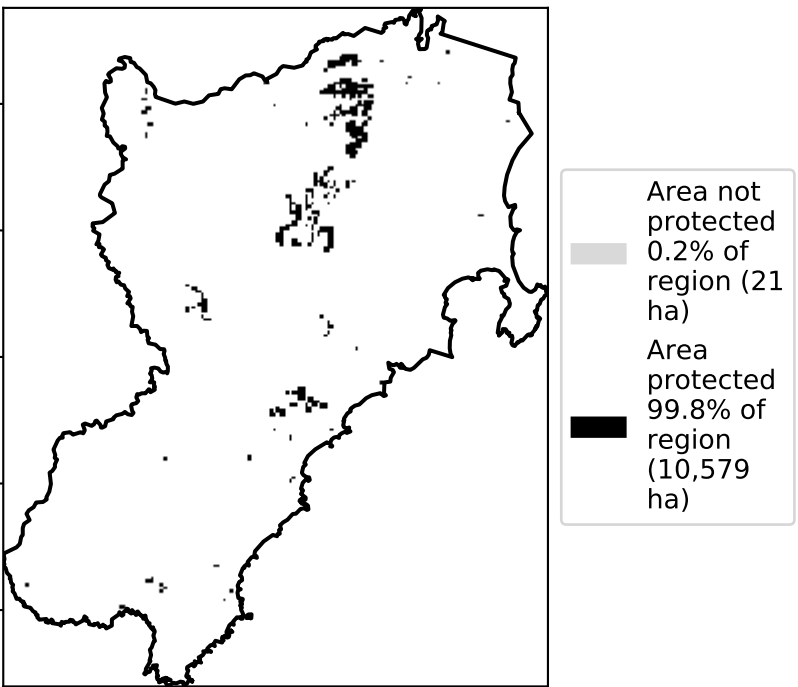 Area not
protected
0.2% of
region (21
ha)
Area
protected
99.8% of
region
(10,579
ha)